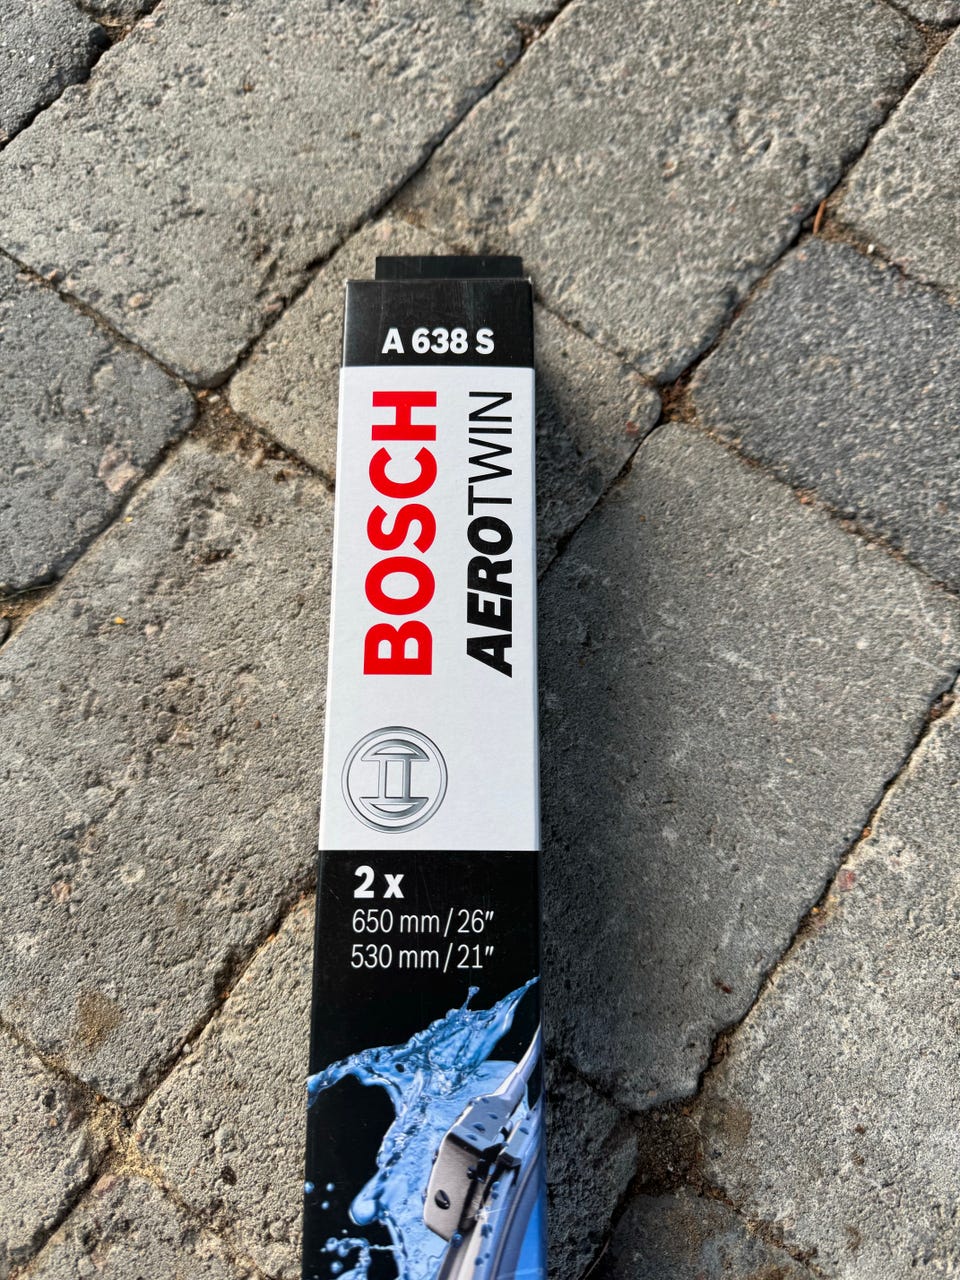 A 638 S
BOSCH
AEROTWIN
2 x
650 mm/26″
530 mm/21″